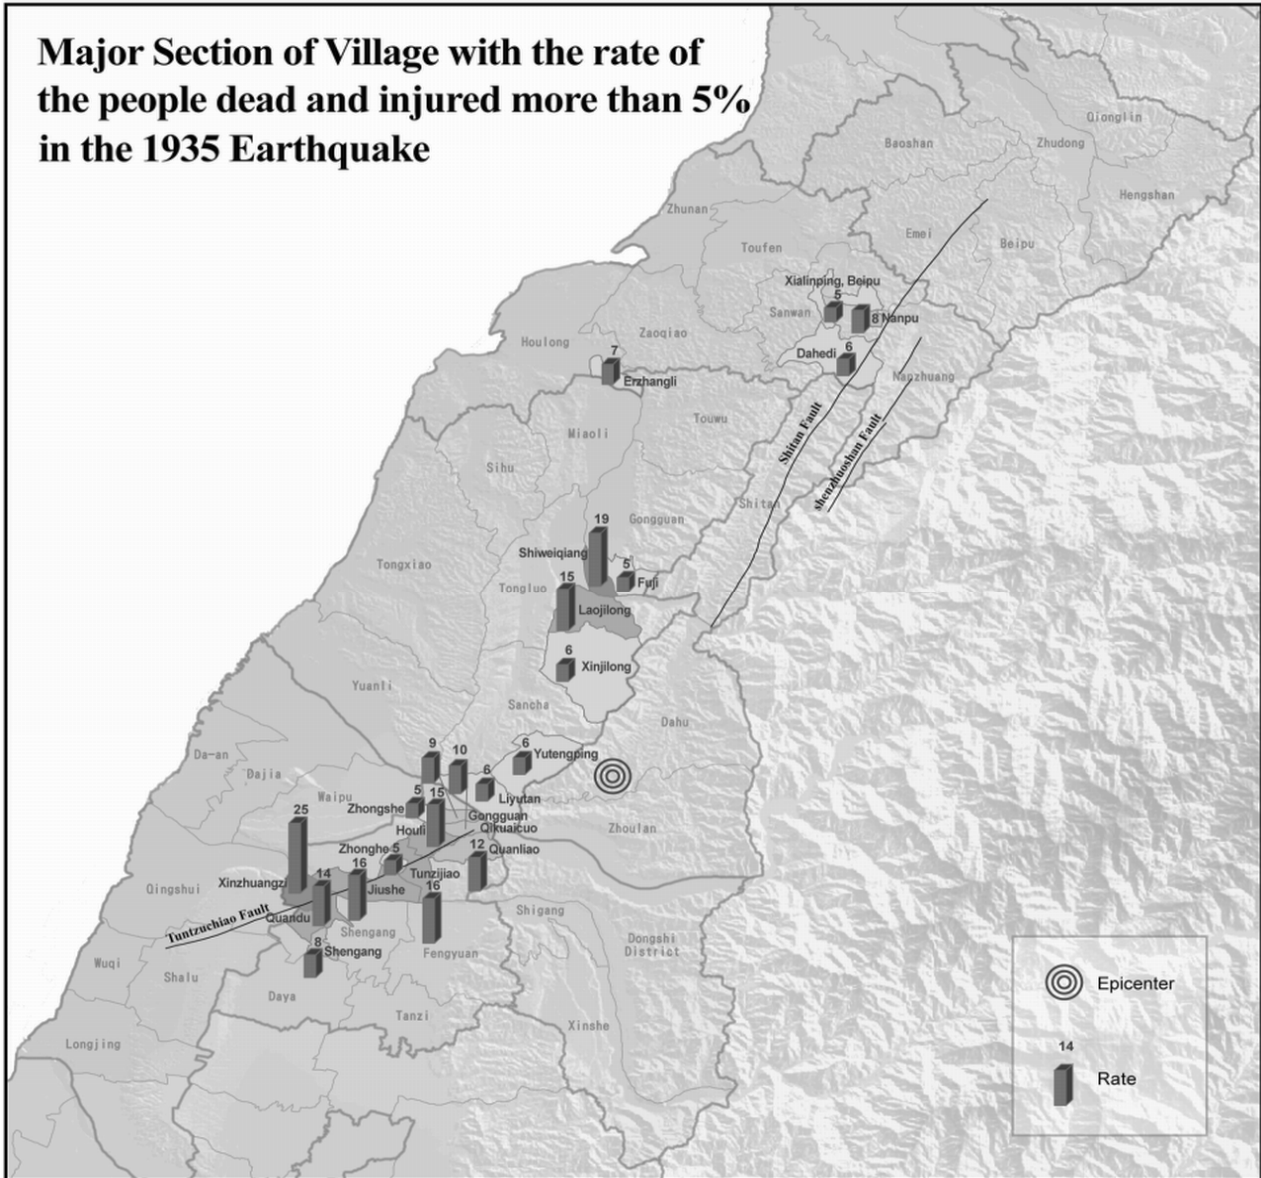 Major Section of Village with the rate of
the people dead and injured more than 5%
in the 1935 Earthquake
Qionglin
Baoshan
Zhudong
Hengshan
Zhunan
Emei
Beipu
Toufen
Xialinping, Beipu
5
Sanwan
8 Nanpu
Zaoqiao
Houlong
7
Dahedi
6
Erzhangli
Nanzhuang
Touwu
Miaoli
Shitan Fault
shenzhuoshan Fault
Sihu
Shitan
19
Gongguan
Shiweiqiang
Tongxiao
5
Fuji
15
Tongluo
Laojilong
6
Xinjilong
Yuanli
Sancha
Dahu
9
10
6
Yutengping
Da-an
Dajia
6
Waipu
5
15
Liyutan
Zhongshe
25
Gongguan
Houli
Qikuaicuo
Zhoulan
Zhonghe
5
12
Quanliao
16
Tunzijiao
14
Xinzhuangzi
Jiushe
16
Qingshui
Quandu
Tuntzuchiao Fault
Shigang
Shengang
8
Shengang
Fengyuan
Dongshi
District
Wuqi
Shalu
Daya
Tanzi
Xinshe
Longjing
Epicenter
14
Rate